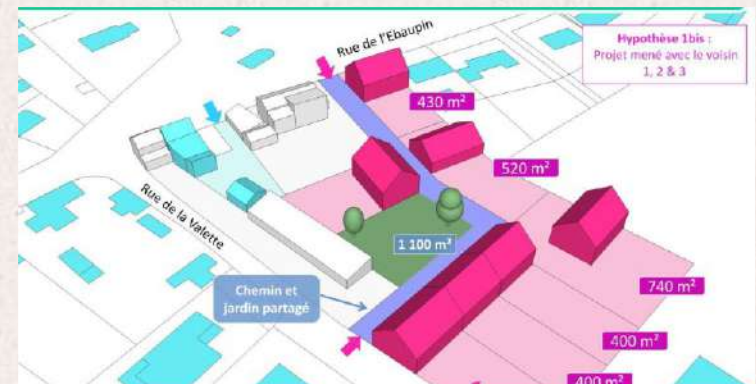 Rue de l'Ebaupin
Hypothèse 1bis :
Projet mené avec le voisin
1, 2 & 3
430 m²
520 m²
Rue de la Valette
1 100 m²
Chemin et
jardin partagé
740 m²
400 m²
400 m²